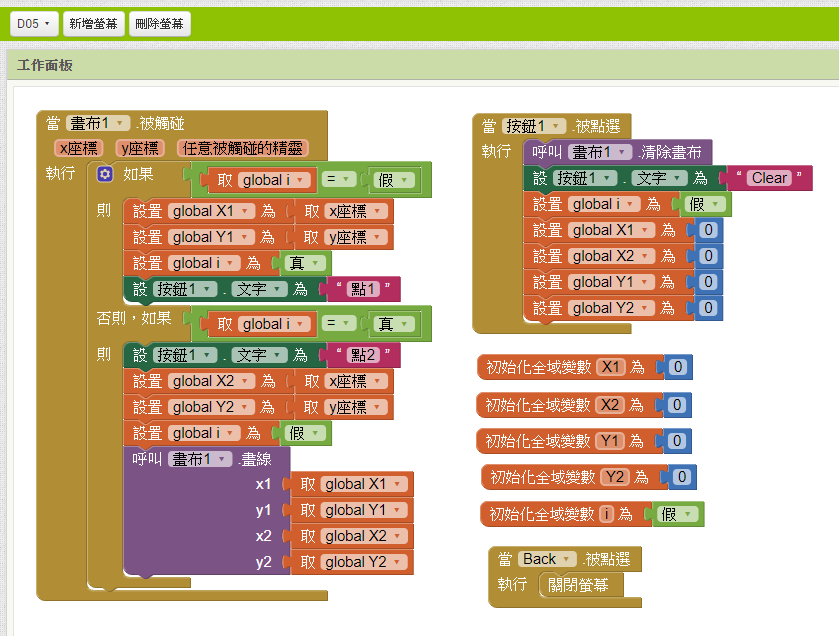 D05 新增螢幕 刪除螢幕
工作面板
當 畫布1 .被觸碰
x座標 y座標 任意被觸碰的精靈
執行 如果 取 global i = 假
則 設置 global X1 為 取 x座標
設置 global Y1 為 取 y座標
設置 global i 為 真
設 按鈕1 . 文字 為 “ 點1 ”
否則，如果 取 global i = 真
則 設 按鈕1 . 文字 為 “ 點2 ”
設置 global X2 為 取 x座標
設置 global Y2 為 取 y座標
設置 global i 為 假
呼叫 畫布1 .畫線
x1 取 global X1
y1 取 global Y1
x2 取 global X2
y2 取 global Y2
當 按鈕1 .被點選
執行 呼叫 畫布1 .清除畫布
設 按鈕1 . 文字 為 “ Clear ”
設置 global i 為 假
設置 global X1 為 0
設置 global X2 為 0
設置 global Y1 為 0
設置 global Y2 為 0
初始化全域變數 X1 為 0
初始化全域變數 X2 為 0
初始化全域變數 Y1 為 0
初始化全域變數 Y2 為 0
初始化全域變數 i 為 假
當 Back .被點選
執行 關閉螢幕